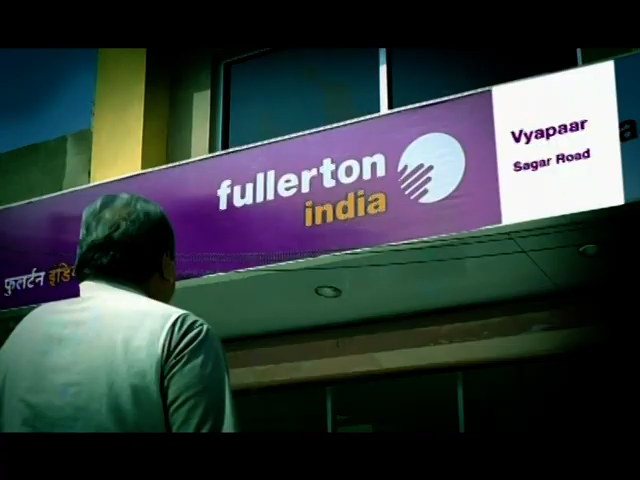 fullerton
india
Vyapaar
Sagar Road
फुलर्टन
a